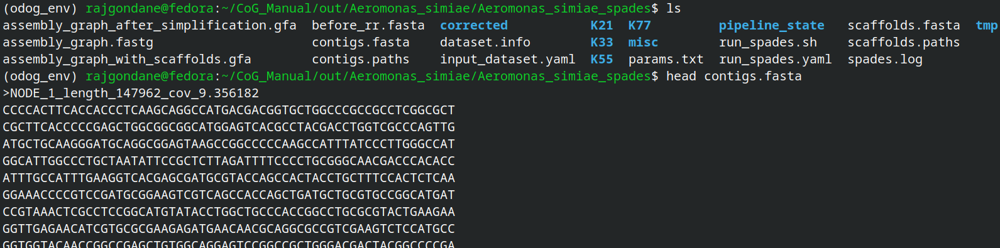 (odog_env) rajgondane@fedora:~/CoG_Manual/out/Aeromonas_simiae/Aeromonas_simiae_spades$ ls
assembly_graph_after_simplification.gfa  before_rr.fasta  corrected           K21  K77         pipeline_state   scaffolds.fasta  tmp
assembly_graph.fastg                     contigs.fasta    dataset.info        K33  misc        run_spades.sh    scaffolds.paths
assembly_graph_with_scaffolds.gfa        contigs.paths    input_dataset.yaml  K55  params.txt  run_spades.yaml  spades.log
(odog_env) rajgondane@fedora:~/CoG_Manual/out/Aeromonas_simiae/Aeromonas_simiae_spades$ head contigs.fasta
>NODE_1_length_147962_cov_9.356182
CCCCACTTCACCACCCTCAAGCAGGCCATGACGACGGTGCTGGCCCGCCGCCTCGGCGCT
CGCTTCACCCCCGAGCTGGCGGCGGCATGGAGTCACGCCTACGACCTGGTCGCCCAGTTG
ATGCTGCAAGGGATGCAGGCGGAGTAAGCCGGCCCCCAAGCCATTTATCCCTTGGGCCAT
GGCATTGGCCCTGCTAATATTCCGCTCTTAGATTTTCCCCTGCGGGCAACGACCCACACC
ATTTGCCATTTGAAGGTCACGAGCGATGCGTACCAGCCACTACCTGCTTTCCACTCTCAA
GGAAACCCCGTCCGATGCGGAAGTCGTCAGCCACCAGCTGATGCTGCGTGCCGGCATGAT
CCGTAAACTCGCCTCCGGCATGTATACCTGGCTGCCCACCGGCCTGCGCGTACTGAAGAA
GGTTGAGAACATCGTGCGCGAAGAGATGAACAACGCAGGCGCCGTCGAAGTCTCCATGCC
GGTGGTACAACCGGCCGAGCTGTGGCAGGAGTCCGGCCGCTGGGACGACTACGGCCCCGA